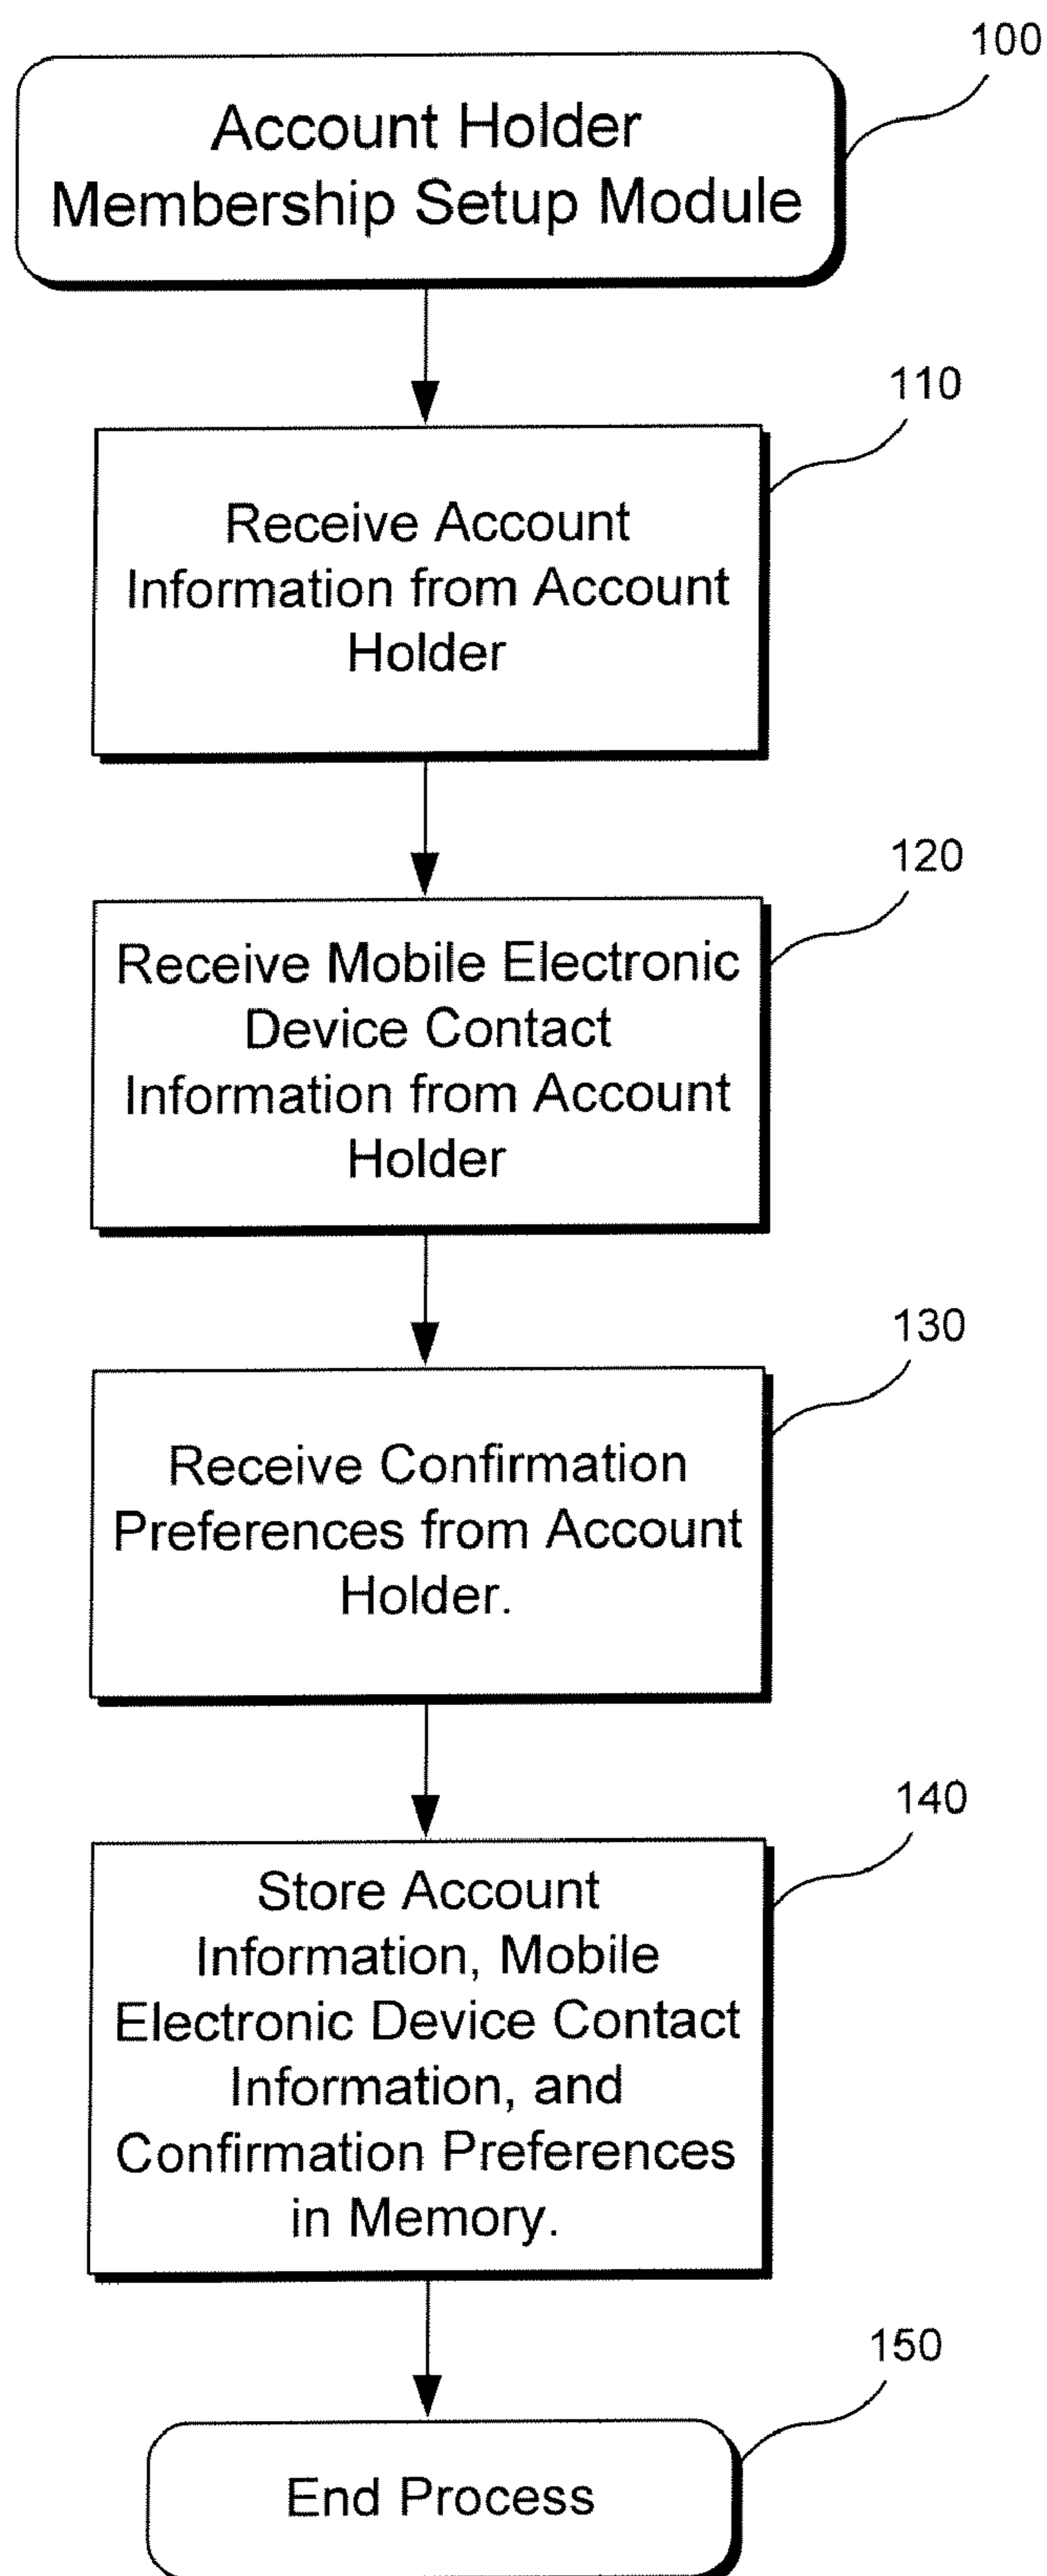 100
Account Holder
Membership Setup Module
110
Receive Account
Information from Account
Holder
120
Receive Mobile Electronic
Device Contact
Information from Account
Holder
130
Receive Confirmation
Preferences from Account
Holder.
140
Store Account
Information, Mobile
Electronic Device Contact
Information, and
Confirmation Preferences
in Memory.
150
End Process